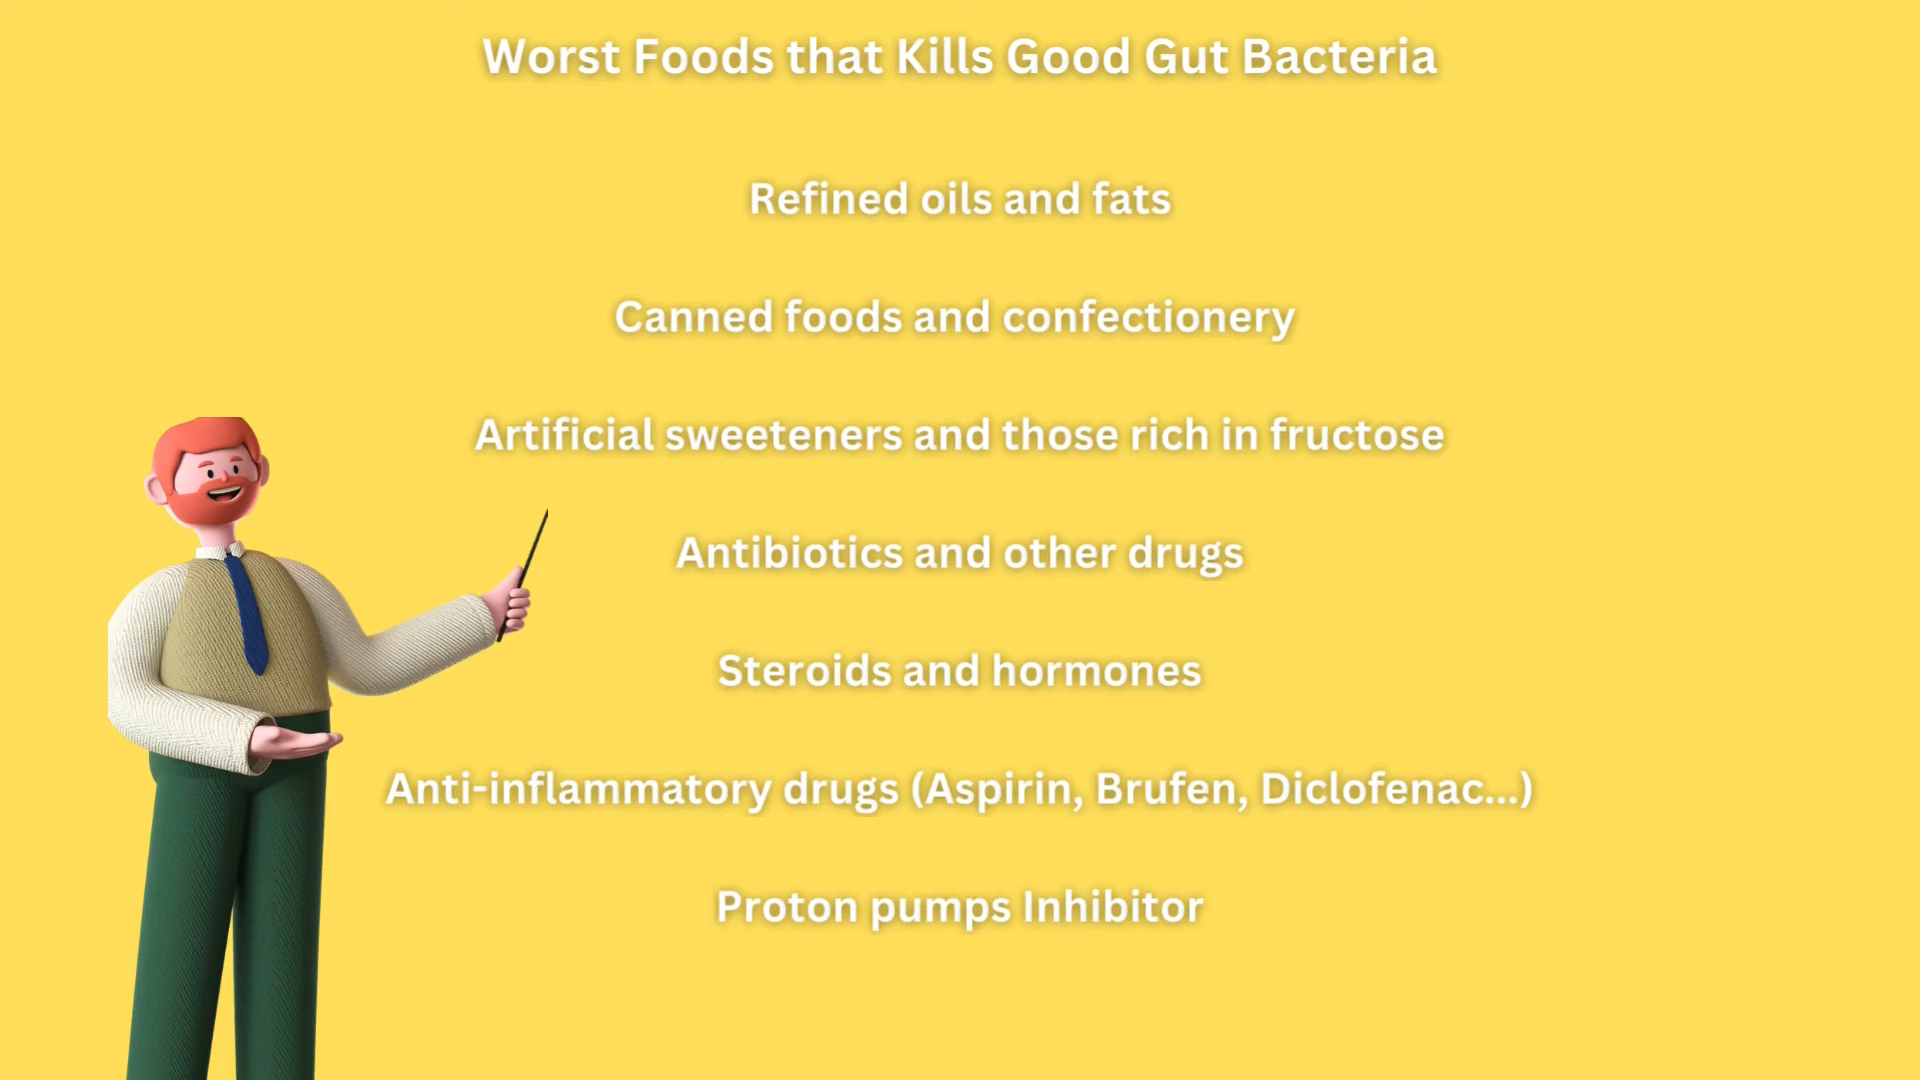 Worst Foods that Kills Good Gut Bacteria
Refined oils and fats
Canned foods and confectionery
Artificial sweeteners and those rich in fructose
Antibiotics and other drugs
Steroids and hormones
Anti-inflammatory drugs (Aspirin, Brufen, Diclofenac...)
Proton pumps Inhibitor